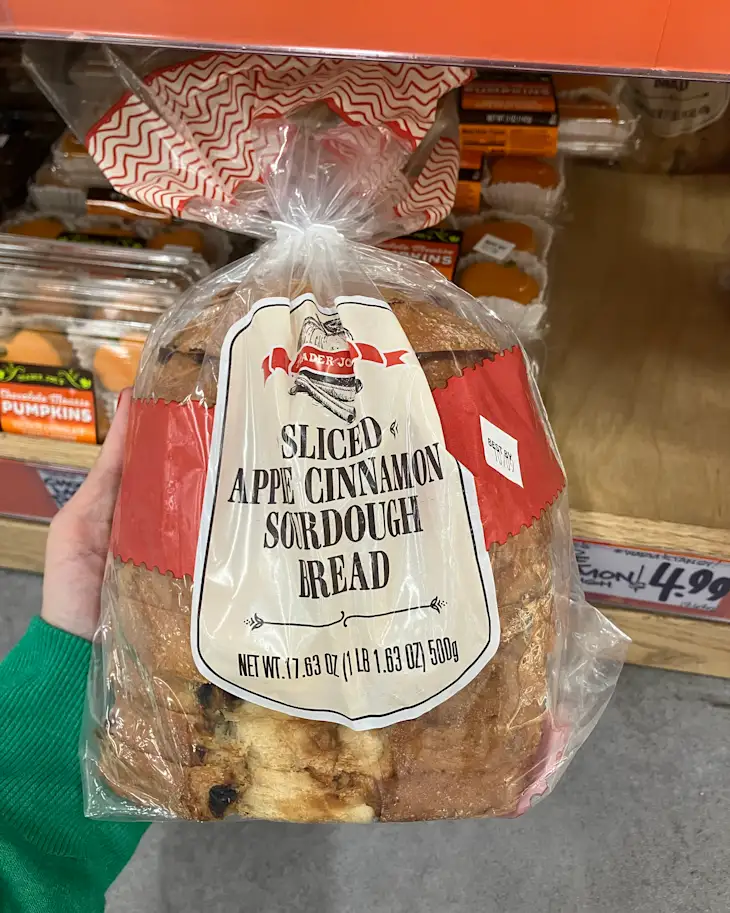 ADER JO
SLICED
APPE CINNAMON
SOURDOUGH
BREAD
NET WT.17.63 OZ (1 LB 1.63 OZ) 500g
BEST BY
PUMPKINS
KINS
4.99